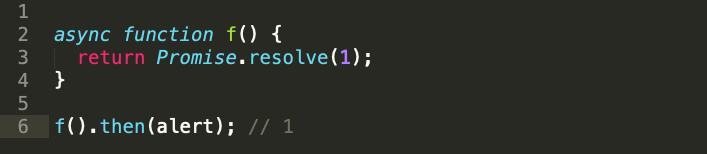 1
2 async function f() {
3   return Promise.resolve(1);
4 }
5
6 f().then(alert); // 1